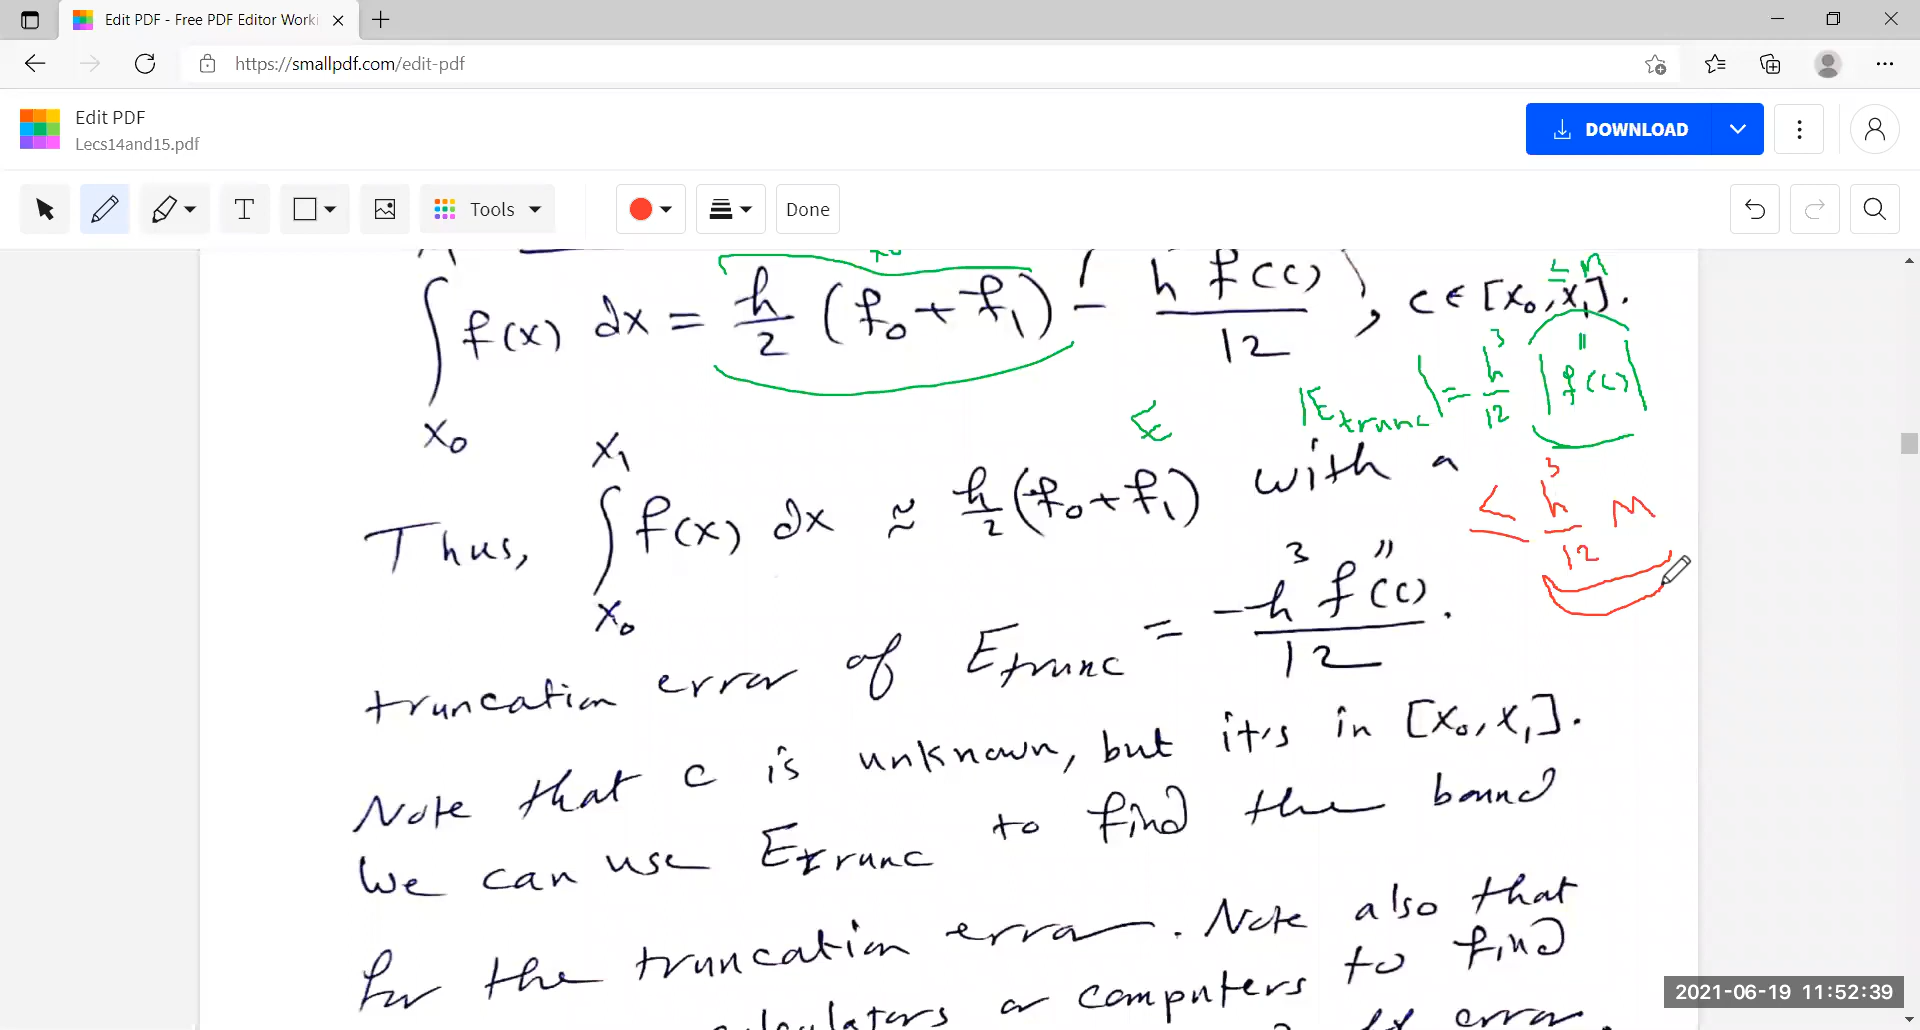 Edit PDF - Free PDF Editor Worki
https://smallpdf.com/edit-pdf
Edit PDF
Lecs14and15.pdf
DOWNLOAD
T
Tools
Done
∫ f(x) dx = h/2 (f₀ + f₁) - h f(c)/12, c ∈ [x₀, x₁].
x₀
≤ M
|E_trunc| = h³/12 |f''(c)|
≤ h³/12 M
Thus, ∫_{x₀}^{x₁} f(x) dx ≈ h/2 (f₀ + f₁) with a
truncation error of E_trunc = -h³ f''(c)/12.
Note that c is unknown, but it's in [x₀, x₁].
We can use E_trunc to find the bound
for the truncation error. Note also that
or computers to find
error.
2021-06-19 11:52:39